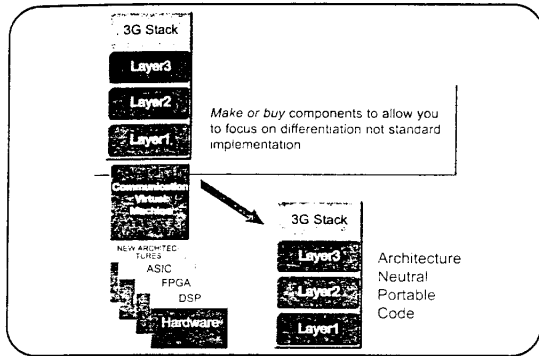 3G Stack
Layer3
Layer2
Layer1
Make or buy components to allow you
to focus on differentiation not standard
implementation
Communication
Virtual
Machine
NEW ARCHITEC-
TURES
ASIC
FPGA
DSP
Hardware
3G Stack
Layer3
Layer2
Layer1
Architecture
Neutral
Portable
Code